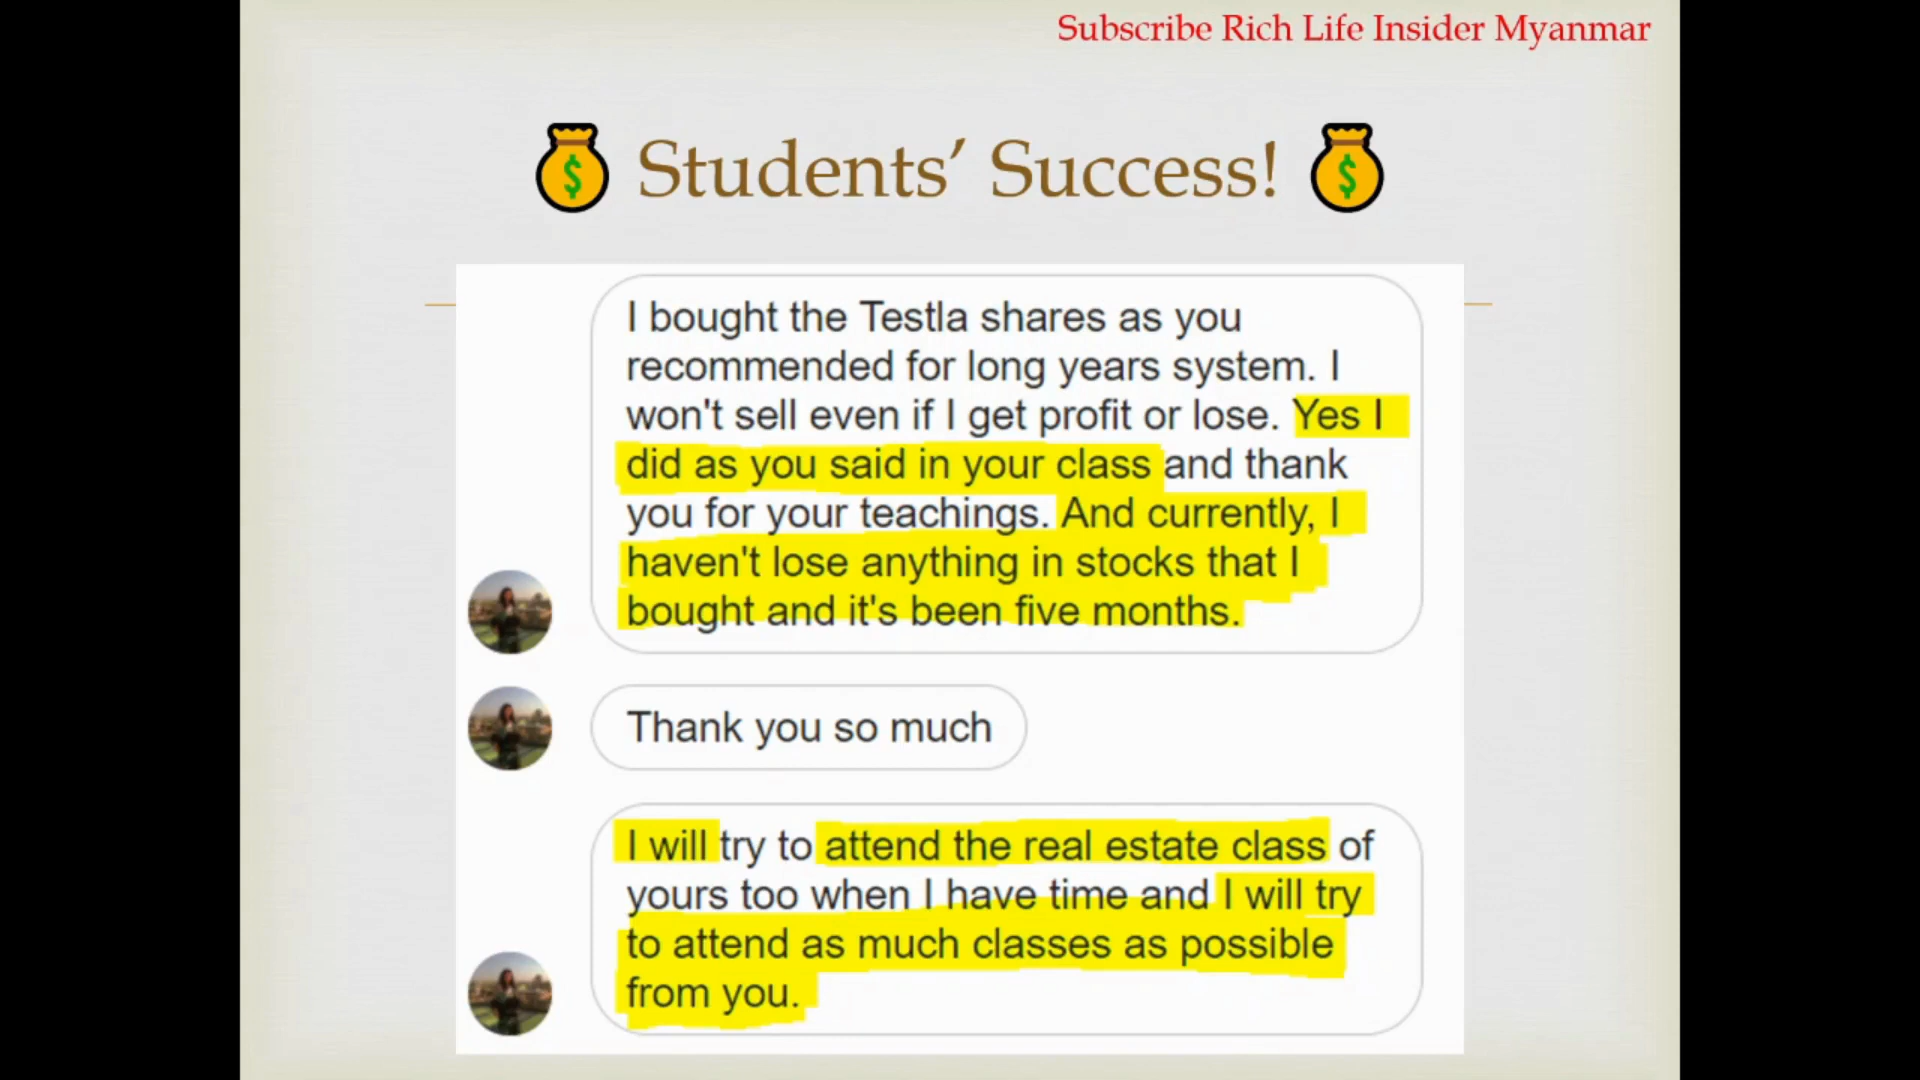 Subscribe Rich Life Insider Myanmar
Students’ Success!
I bought the Testla shares as you
recommended for long years system. I
won't sell even if I get profit or lose. Yes I
did as you said in your class and thank
you for your teachings. And currently, I
haven't lose anything in stocks that I
bought and it's been five months.
Thank you so much
I will try to attend the real estate class of
yours too when I have time and I will try
to attend as much classes as possible
from you.